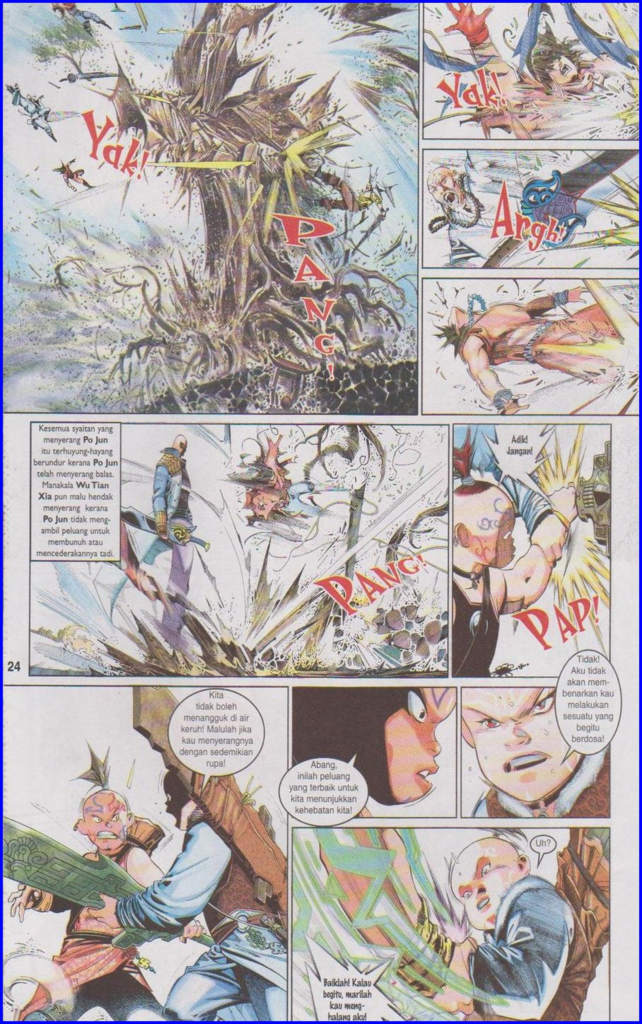 Yak!
PANG!
Yak!
Argh!
Kesemua syaitan yang
menyerang Po Jun
itu terhuyung-hayang
berundur kerana Po Jun
telah menyerang balas.
Manakala Wu Tian
Xia pun malu hendak
menyerang kerana
Po Jun tidak meng-
ambil peluang untuk
membunuh atau
mencederakannya tadi.
PANG!
Adik!
Jangan!
PAP!
24
Kita
tidak boleh
menangguk di air
keruh! Malulah jika
kau menyerangnya
dengan sedemikian
rupa!
Abang,
inilah peluang
yang terbaik untuk
kita menunjukkan
kehebatan kita!
Tidak!
Aku tidak
akan mem-
benarkan kau
melakukan
sesuatu yang
begitu
berdosa!
Uh?
Baiklah! Kalau
begitu, marilah
kau meng-
halang aku!